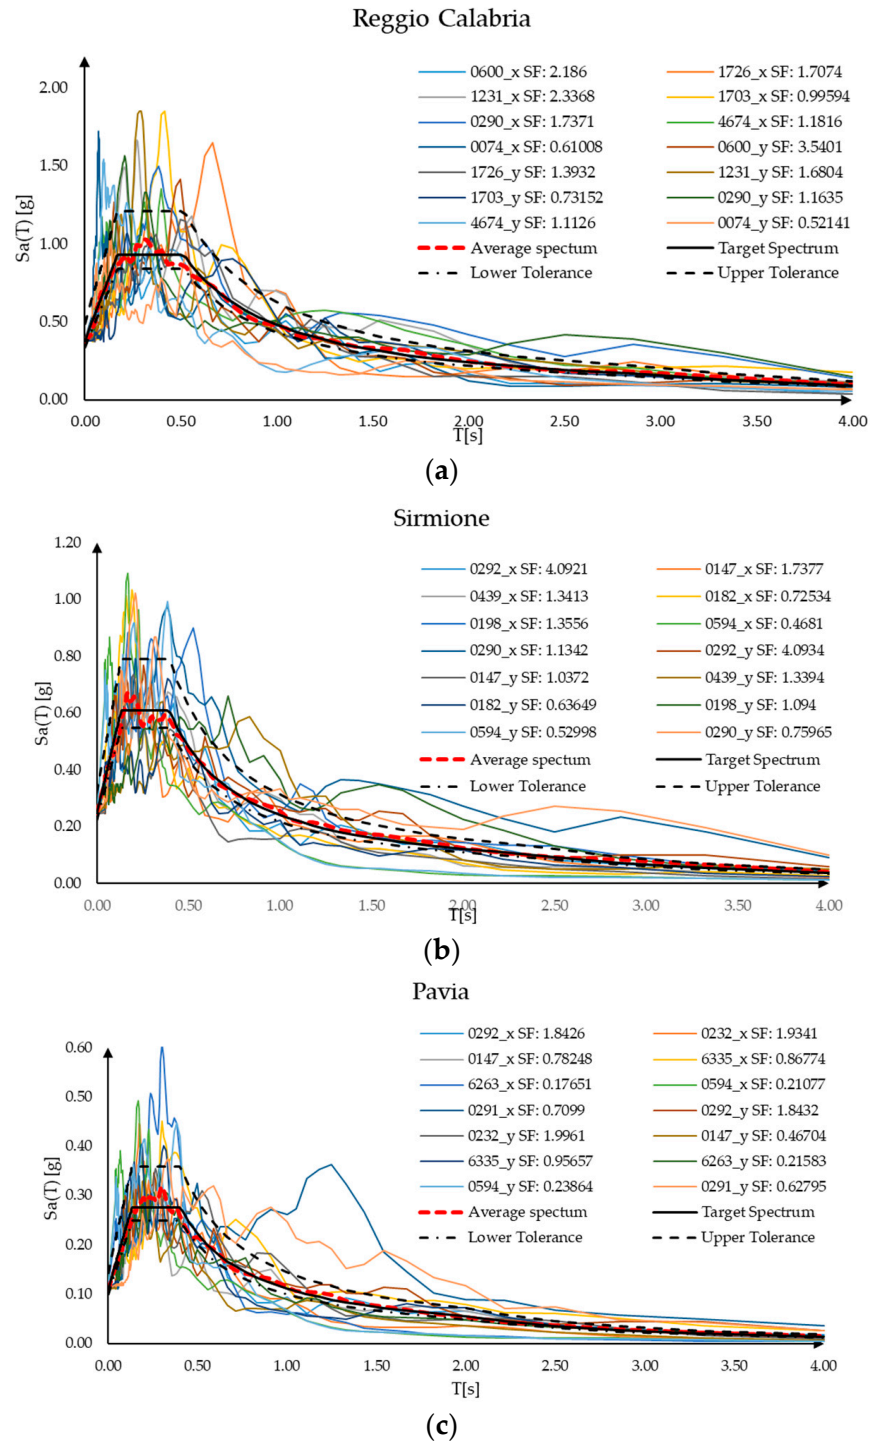 Reggio Calabria
2.00
1.50
1.00
0.50
0.00
Sa(T) [g]
0600_x SF: 2.186
1726_x SF: 1.7074
1231_x SF: 2.3368
1703_x SF: 0.99594
0290_x SF: 1.7371
4674_x SF: 1.1816
0074_x SF: 0.61008
0600_y SF: 3.5401
1726_y SF: 1.3932
1231_y SF: 1.6804
1703_y SF: 0.73152
0290_y SF: 1.1635
4674_y SF: 1.1126
0074_y SF: 0.52141
Average spectum
Target Spectrum
Lower Tolerance
Upper Tolerance
0.00 0.50 1.00 1.50 2.00 2.50 3.00 3.50 4.00
T[s]
(a)
Sirmione
1.20
1.00
0.80
0.60
0.40
0.20
0.00
Sa(T) [g]
0292_x SF: 4.0921
0147_x SF: 1.7377
0439_x SF: 1.3413
0182_x SF: 0.72534
0198_x SF: 1.3556
0594_x SF: 0.4681
0290_x SF: 1.1342
0292_y SF: 4.0934
0147_y SF: 1.0372
0439_y SF: 1.3394
0182_y SF: 0.63649
0198_y SF: 1.094
0594_y SF: 0.52998
0290_y SF: 0.75965
Average spectum
Target Spectrum
Lower Tolerance
Upper Tolerance
0.00 0.50 1.00 1.50 2.00 2.50 3.00 3.50 4.00
T[s]
(b)
Pavia
0.60
0.50
0.40
0.30
0.20
0.10
0.00
Sa(T) [g]
0292_x SF: 1.8426
0232_x SF: 1.9341
0147_x SF: 0.78248
6335_x SF: 0.86774
6263_x SF: 0.17651
0594_x SF: 0.21077
0291_x SF: 0.7099
0292_y SF: 1.8432
0232_y SF: 1.9961
0147_y SF: 0.46704
6335_y SF: 0.95657
6263_y SF: 0.21583
0594_y SF: 0.23864
0291_y SF: 0.62795
Average spectum
Target Spectrum
Lower Tolerance
Upper Tolerance
0.00 0.50 1.00 1.50 2.00 2.50 3.00 3.50 4.00
T[s]
(c)